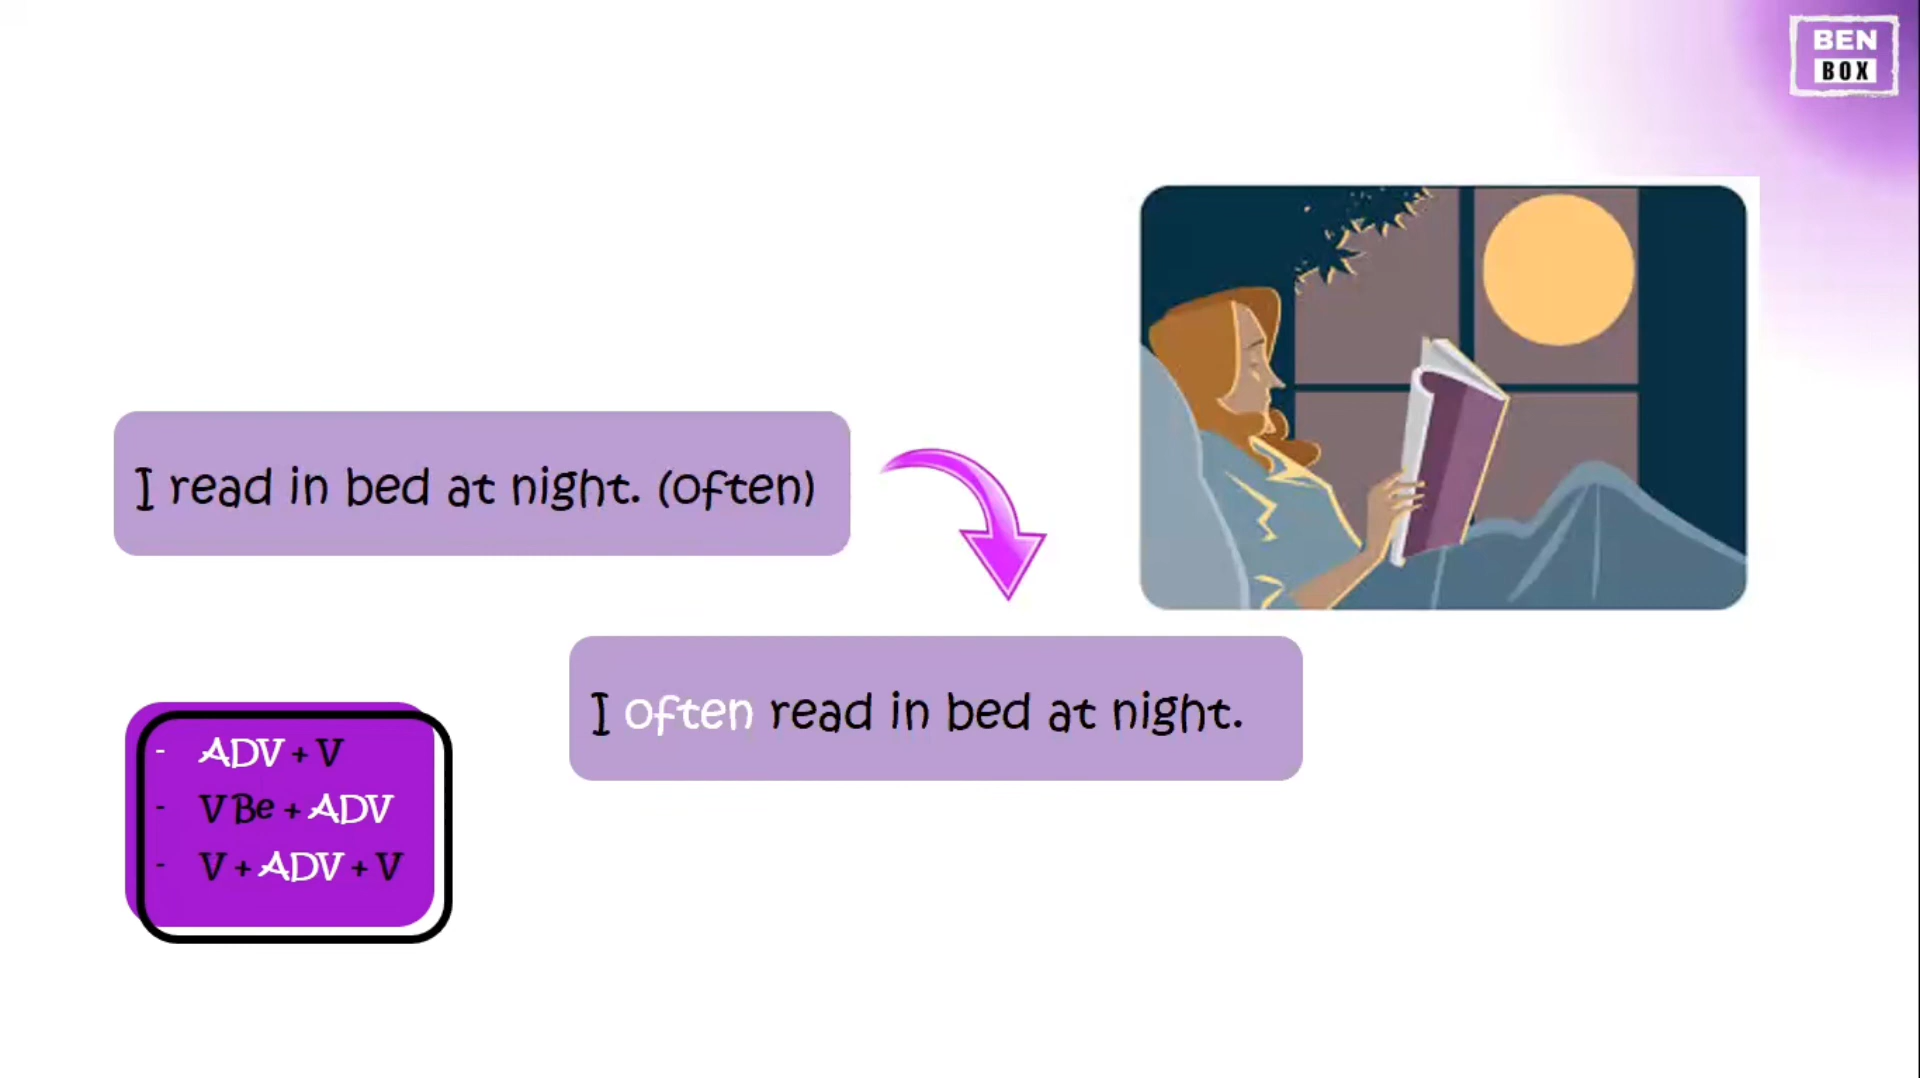 BEN
BOX
I read in bed at night. (often)
I often read in bed at night.
- ADV + V
- V Be + ADV
- V + ADV + V